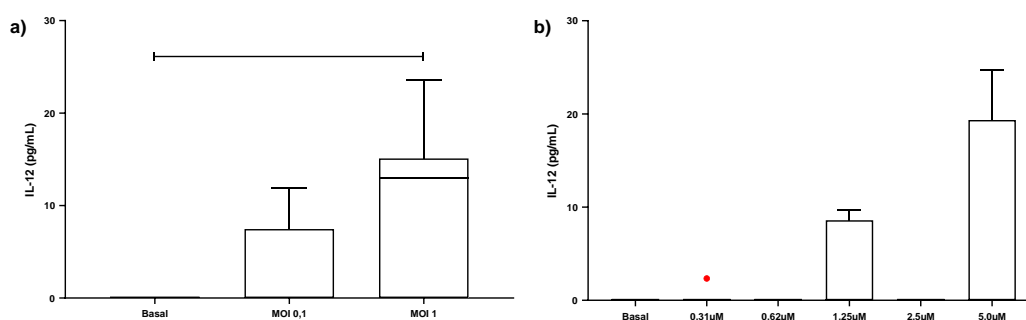 a)
IL-12 (pg/mL)
30
20
10
0
Basal
MOI 0,1
MOI 1
b)
IL-12 (pg/mL)
30
20
10
0
Basal
0.31uM
0.62uM
1.25uM
2.5uM
5.0uM